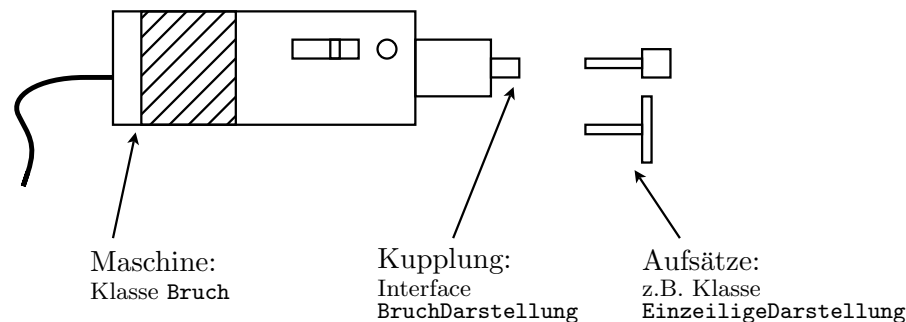 Maschine:
Klasse Bruch
Kupplung:
Interface
BruchDarstellung
Aufsätze:
z.B. Klasse
EinzeiligeDarstellung